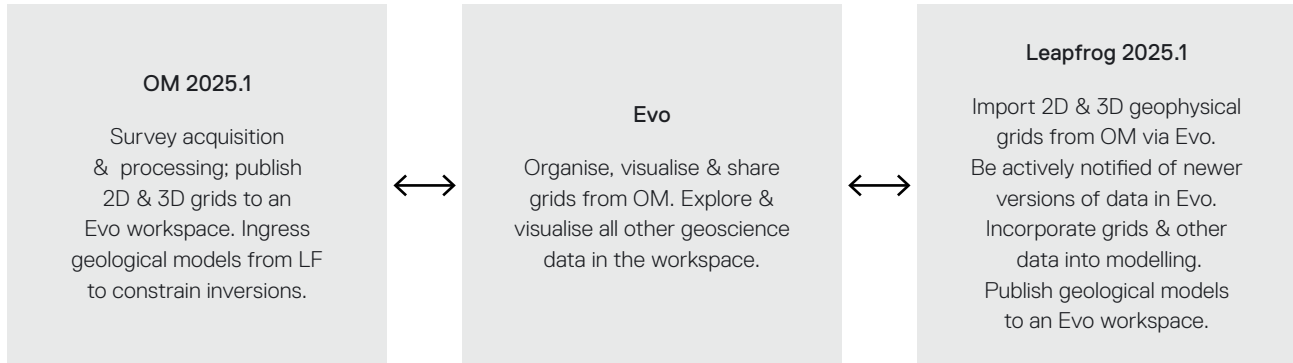 OM 2025.1
Survey acquisition
& processing; publish
2D & 3D grids to an
Evo workspace. Ingress
geological models from LF
to constrain inversions.
Evo
Organise, visualise & share
grids from OM. Explore &
visualise all other geoscience
data in the workspace.
Leapfrog 2025.1
Import 2D & 3D geophysical
grids from OM via Evo.
Be actively notified of newer
versions of data in Evo.
Incorporate grids & other
data into modelling.
Publish geological models
to an Evo workspace.